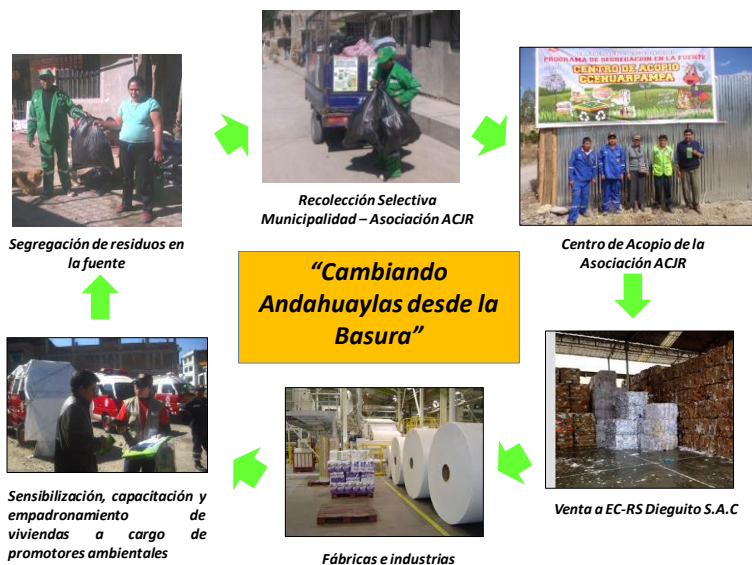 PROGRAMA DE SEGREGACIÓN EN LA FUENTE
CENTRO DE ACOPIO
CCEHUARPAMPA
Segregación de residuos en
la fuente
Recolección Selectiva
Municipalidad – Asociación ACJR
Centro de Acopio de la
Asociación ACJR
“Cambiando
Andahuaylas desde la
Basura”
Sensibilización, capacitación y
empadronamiento de
viviendas a cargo de
promotores ambientales
Fábricas e industrias
Venta a EC-RS Dieguito S.A.C